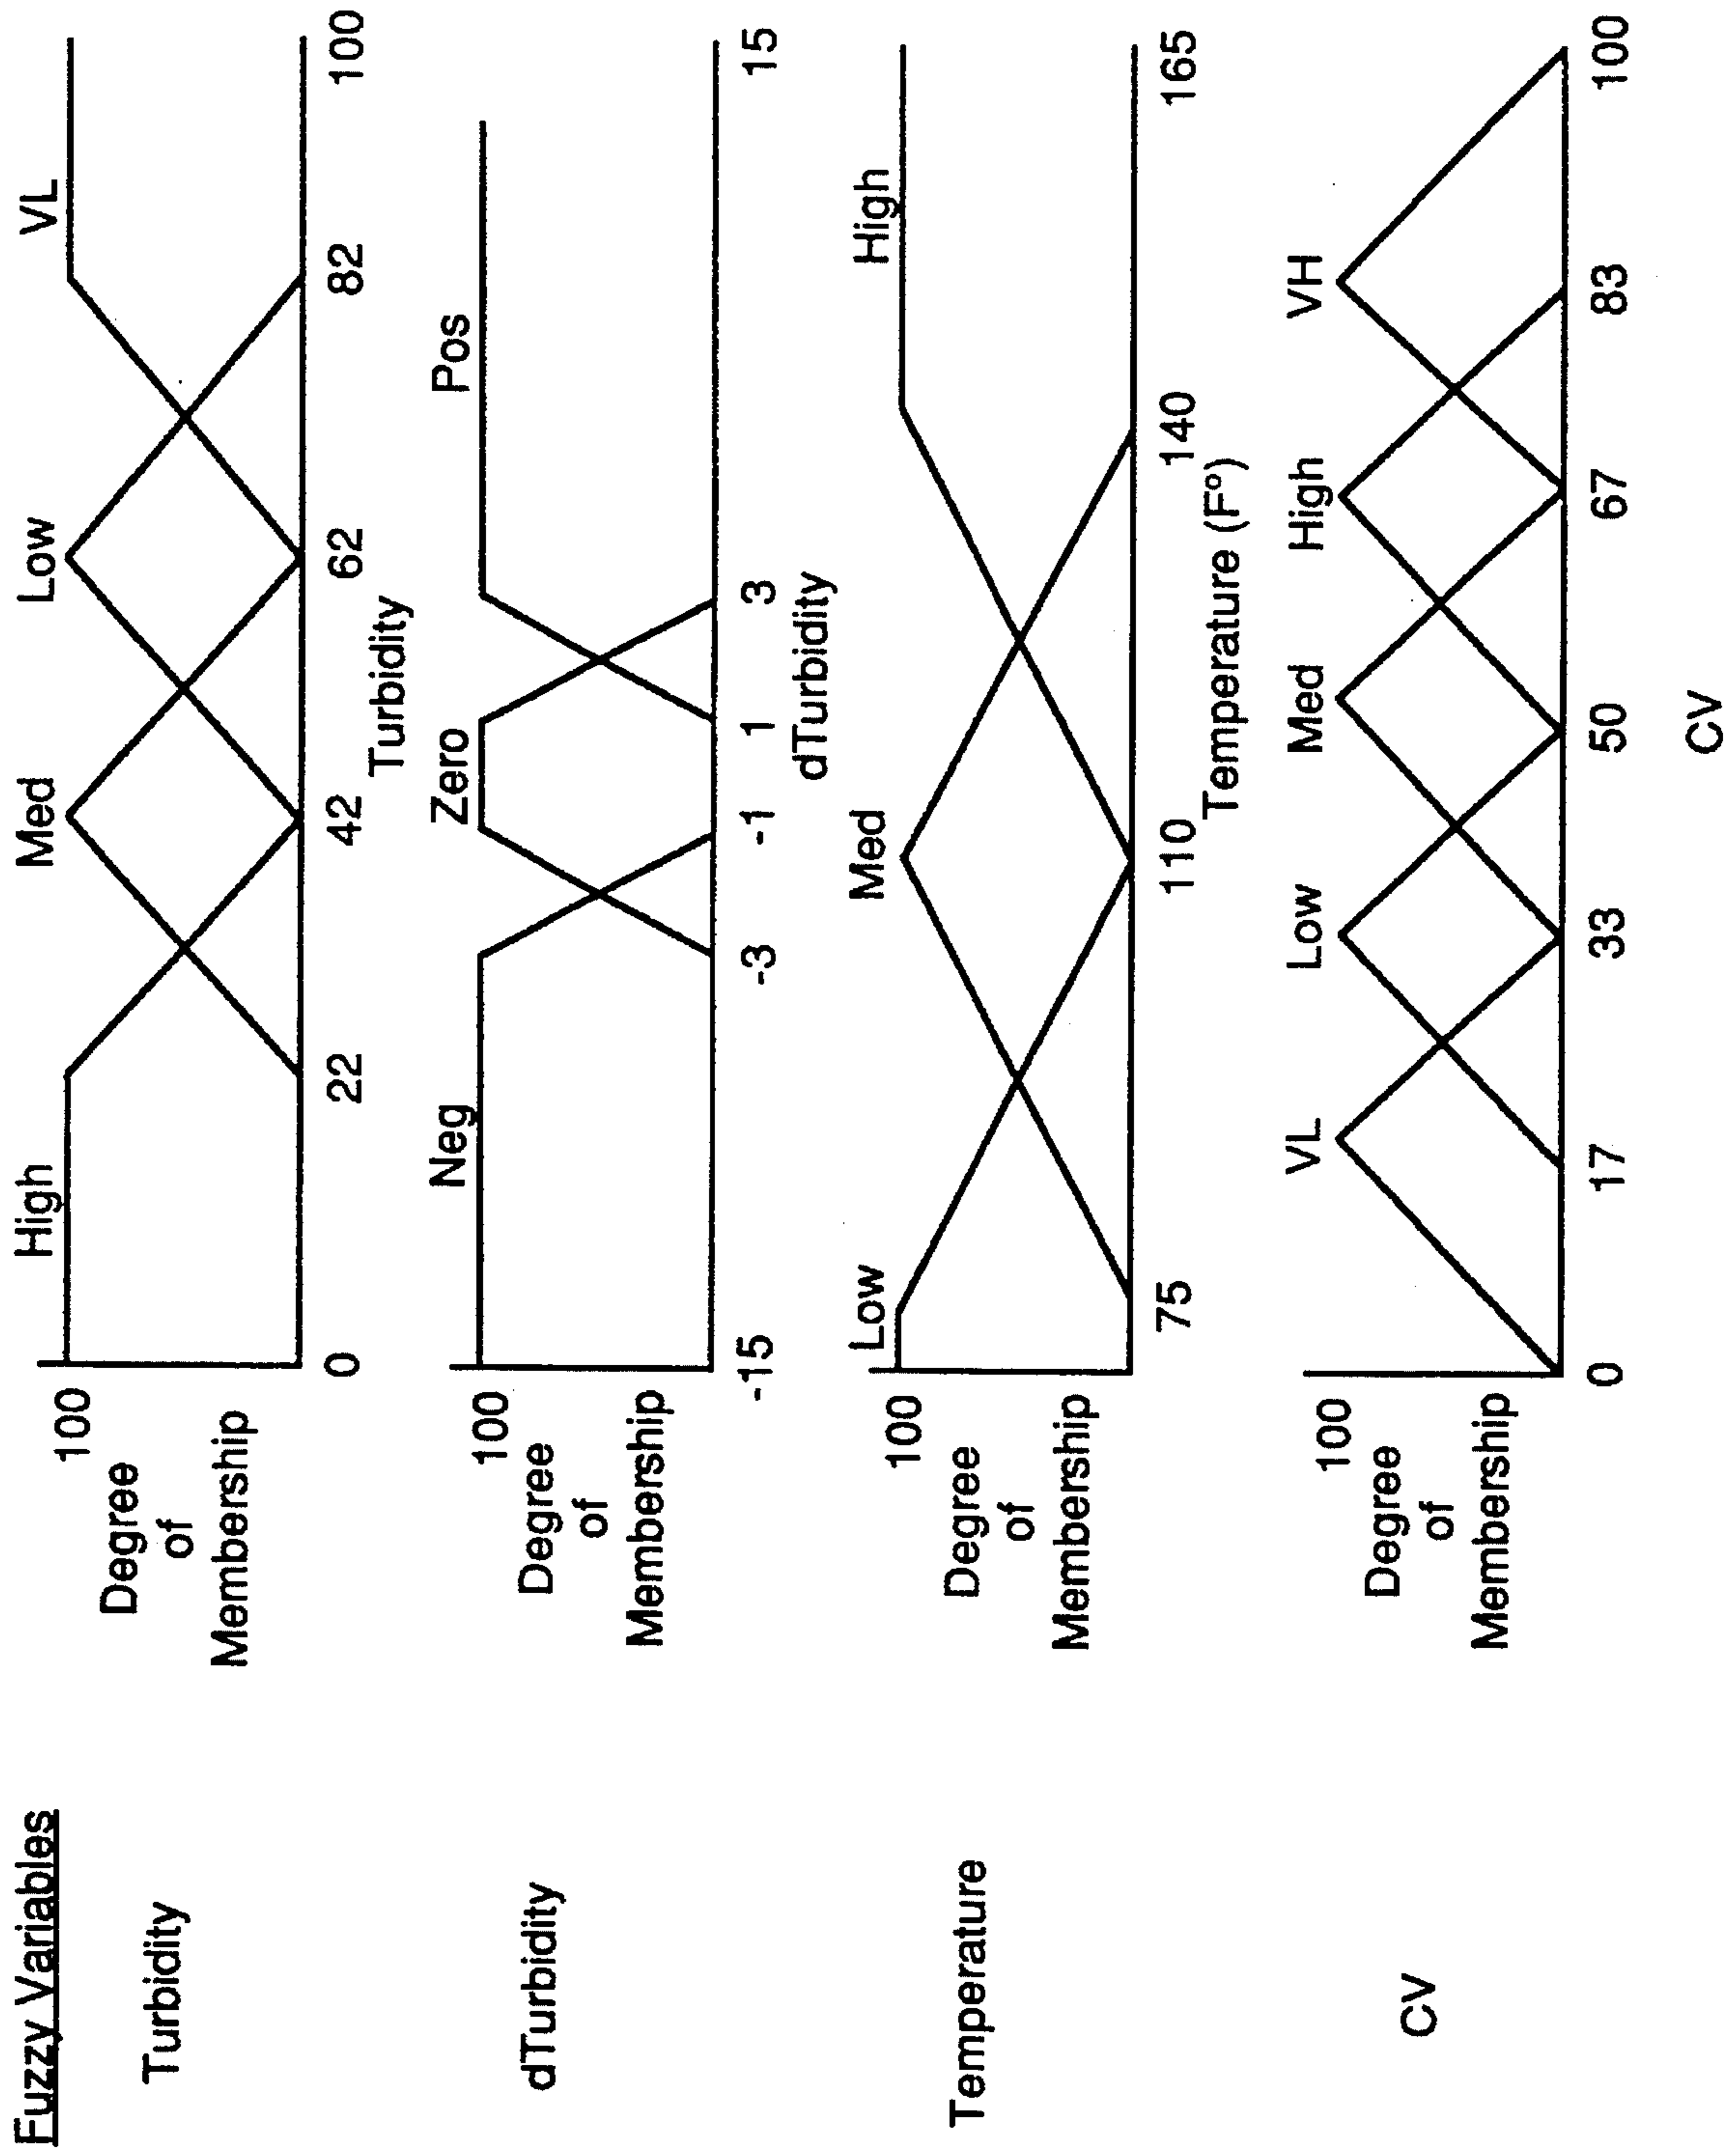 Fuzzy Variables
Turbidity
100
Degree
of
Membership
High
Med
Low
VL
0
22
42
62
82
100
Turbidity
dTurbidity
100
Degree
of
Membership
Neg
Zero
Pos
-15
-3
-1
1
3
15
dTurbidity
Temperature
100
Degree
of
Membership
Low
Med
High
75
110
140
165
Temperature (F°)
CV
100
Degree
of
Membership
VL
Low
Med
High
VH
0
17
33
50
67
83
100
CV